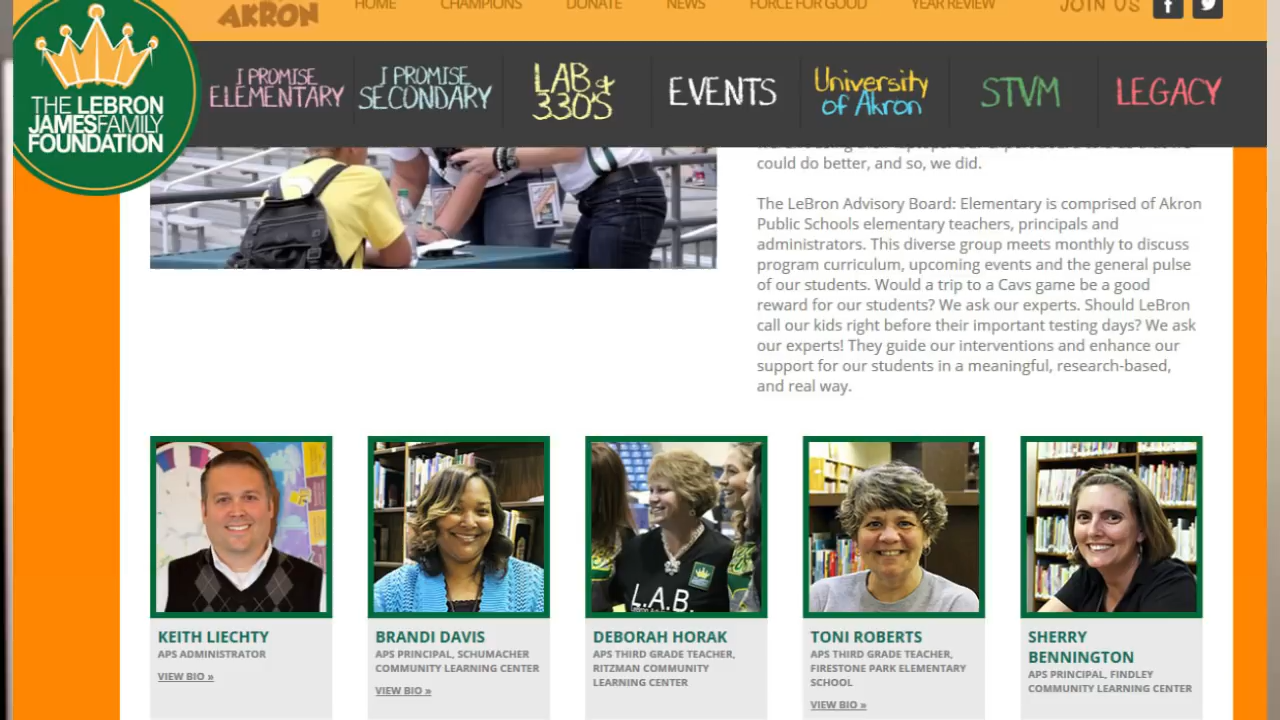 AKRON
HOME
CHAMPIONS
DONATE
NEWS
FORCE FOR GOOD
YEAR REVIEW
JOIN US
THE LEBRON
JAMES FAMILY
FOUNDATION
I PROMISE
ELEMENTARY
I PROMISE
SECONDARY
LAB &
330'S
EVENTS
University
of Akron
STVM
LEGACY
could do better, and so, we did.
The LeBron Advisory Board: Elementary is comprised of Akron
Public Schools elementary teachers, principals and
administrators. This diverse group meets monthly to discuss
program curriculum, upcoming events and the general pulse
of our students. Would a trip to a Cavs game be a good
reward for our students? We ask our experts. Should LeBron
call our kids right before their important testing days? We ask
our experts! They guide our interventions and enhance our
support for our students in a meaningful, research-based,
and real way.
L.A.B.
KEITH LIECHTY
APS ADMINISTRATOR
VIEW BIO »
BRANDI DAVIS
APS PRINCIPAL, SCHUMACHER
COMMUNITY LEARNING CENTER
VIEW BIO »
DEBORAH HORAK
APS THIRD GRADE TEACHER,
RITZMAN COMMUNITY
LEARNING CENTER
TONI ROBERTS
APS THIRD GRADE TEACHER,
FIRESTONE PARK ELEMENTARY
SCHOOL
VIEW BIO »
SHERRY
BENNINGTON
APS PRINCIPAL, FINDLEY
COMMUNITY LEARNING CENTER